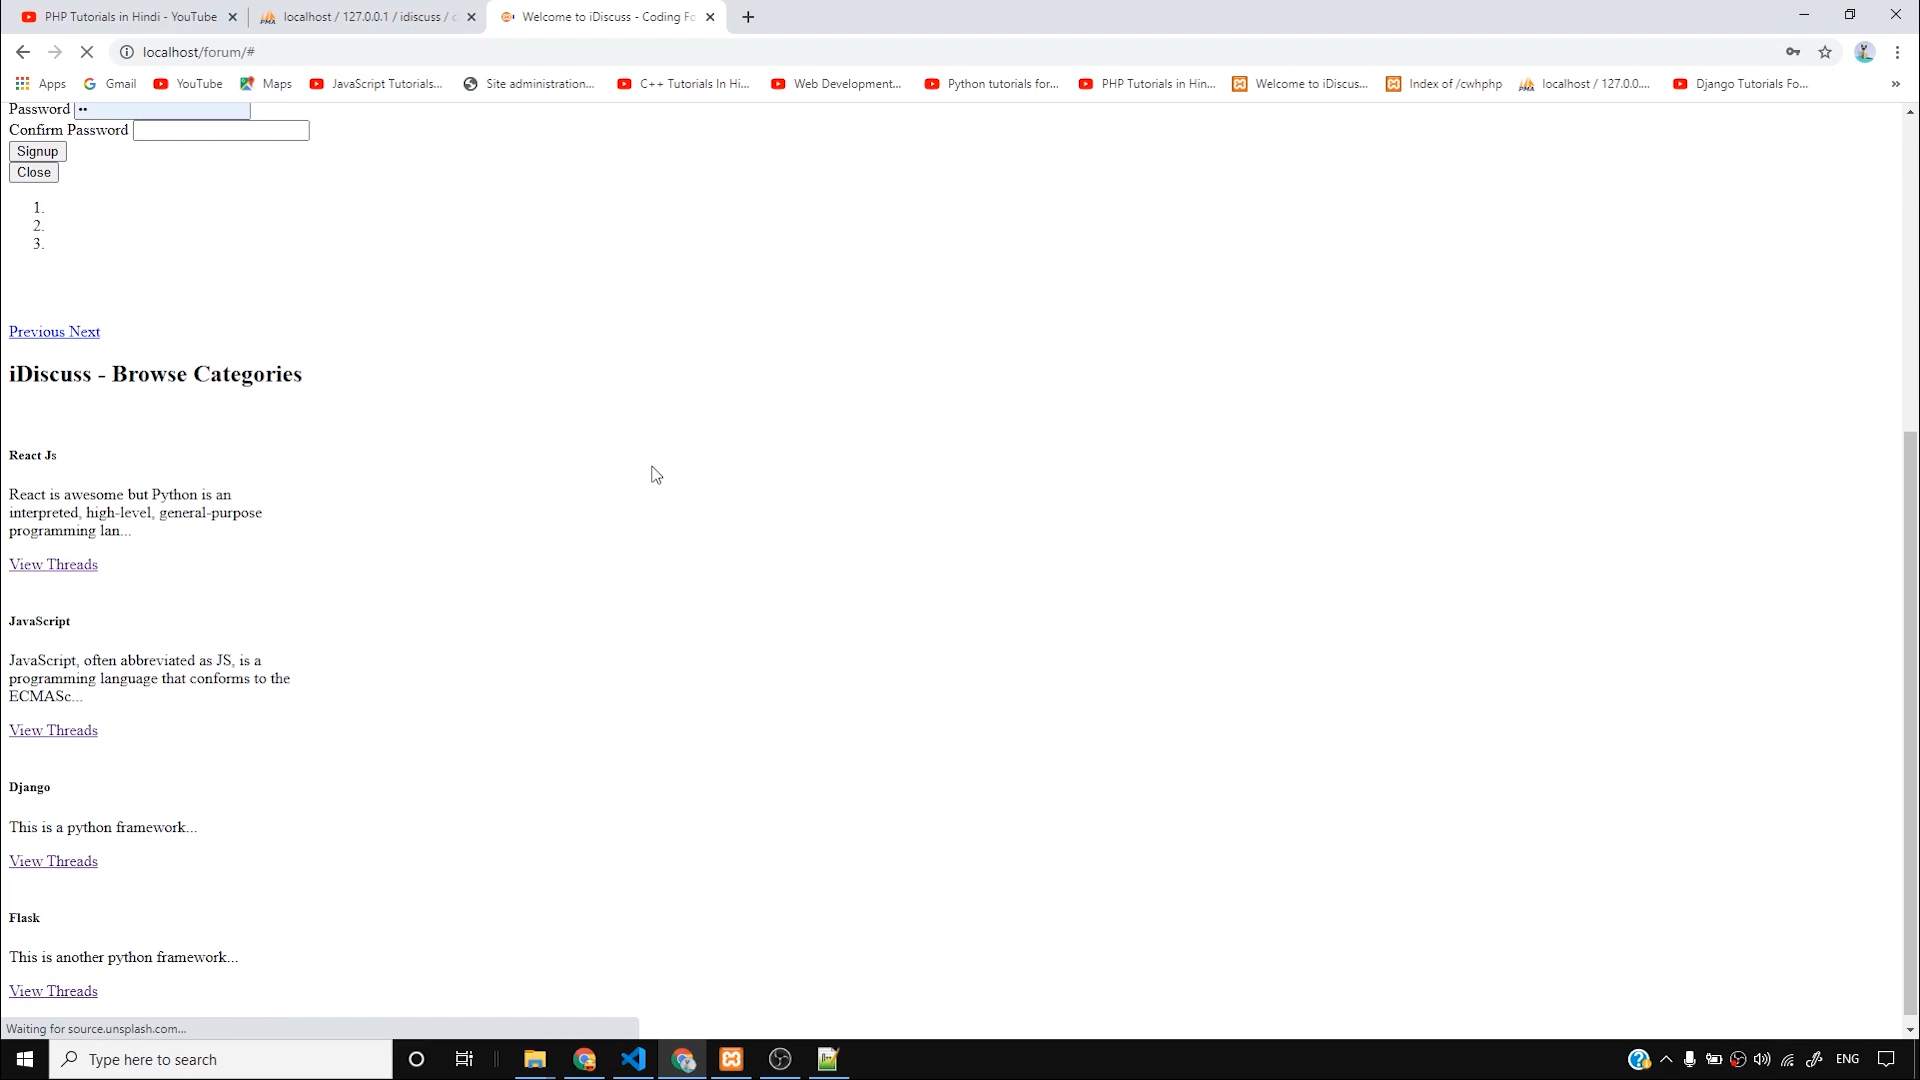 PHP Tutorials in Hindi - YouTube
localhost / 127.0.0.1 / idiscuss / c
Welcome to iDiscuss - Coding Fo
localhost/forum/#
Apps
Gmail
YouTube
Maps
JavaScript Tutorials...
Site administration...
C++ Tutorials In Hi...
Web Development...
Python tutorials for...
PHP Tutorials in Hin...
Welcome to iDiscus...
Index of /cwhphp
localhost / 127.0.0....
Django Tutorials Fo...
»
Password ••
Confirm Password
Signup
Close
1.
2.
3.
Previous Next
iDiscuss - Browse Categories
React Js
React is awesome but Python is an
interpreted, high-level, general-purpose
programming lan...
View Threads
JavaScript
JavaScript, often abbreviated as JS, is a
programming language that conforms to the
ECMASc...
View Threads
Django
This is a python framework...
View Threads
Flask
This is another python framework...
View Threads
Waiting for source.unsplash.com...
Type here to search
ENG